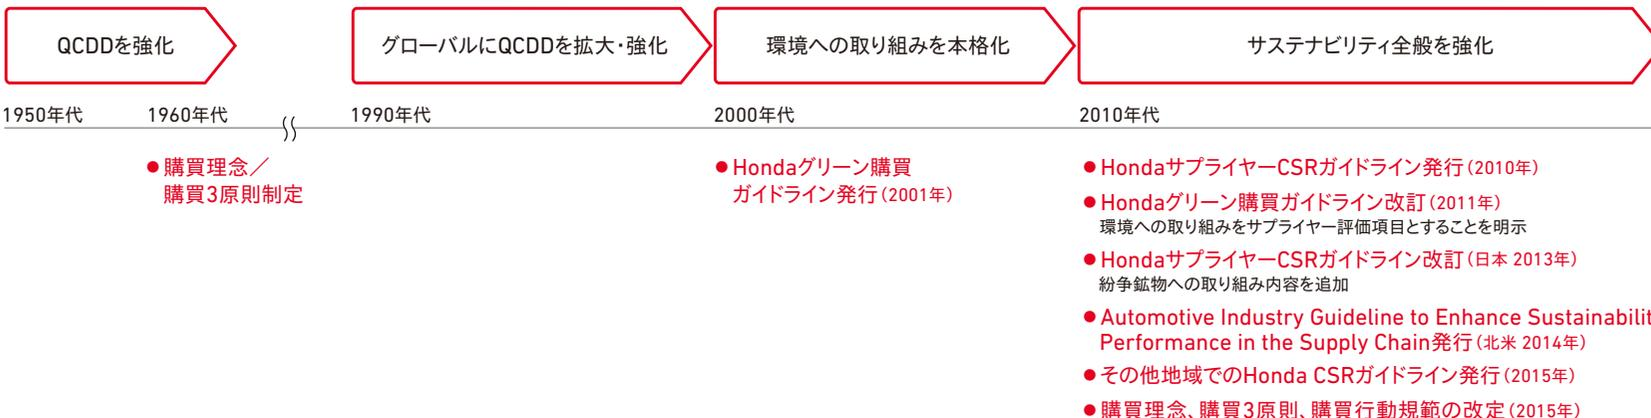 QCDDを強化
グローバルにQCDDを拡大・強化
環境への取り組みを本格化
サステナビリティ全般を強化
1950年代
1960年代
1990年代
2000年代
2010年代
●購買理念／
購買3原則制定
●Hondaグリーン購買
ガイドライン発行（2001年）
●HondaサプライヤーCSRガイドライン発行（2010年）
●Hondaグリーン購買ガイドライン改訂（2011年）
環境への取り組みをサプライヤー評価項目とすることを明示
●HondaサプライヤーCSRガイドライン改訂（日本 2013年）
紛争鉱物への取り組み内容を追加
●Automotive Industry Guideline to Enhance Sustainabilit
Performance in the Supply Chain発行（北米 2014年）
●その他地域でのHonda CSRガイドライン発行（2015年）
●購買理念、購買3原則、購買行動規範の改定（2015年）